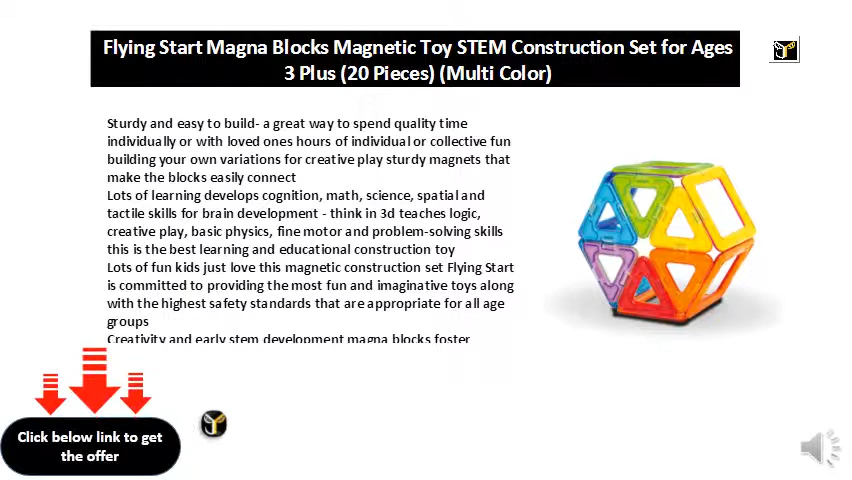 Flying Start Magna Blocks Magnetic Toy STEM Construction Set for Ages
3 Plus (20 Pieces) (Multi Color)
Sturdy and easy to build- a great way to spend quality time
individually or with loved ones hours of individual or collective fun
building your own variations for creative play sturdy magnets that
make the blocks easily connect
Lots of learning develops cognition, math, science, spatial and
tactile skills for brain development - think in 3d teaches logic,
creative play, basic physics, fine motor and problem-solving skills
this is the best learning and educational construction toy
Lots of fun kids just love this magnetic construction set Flying Start
is committed to providing the most fun and imaginative toys along
with the highest safety standards that are appropriate for all age
groups
Creativity and early stem development magna blocks foster
Click below link to get
the offer